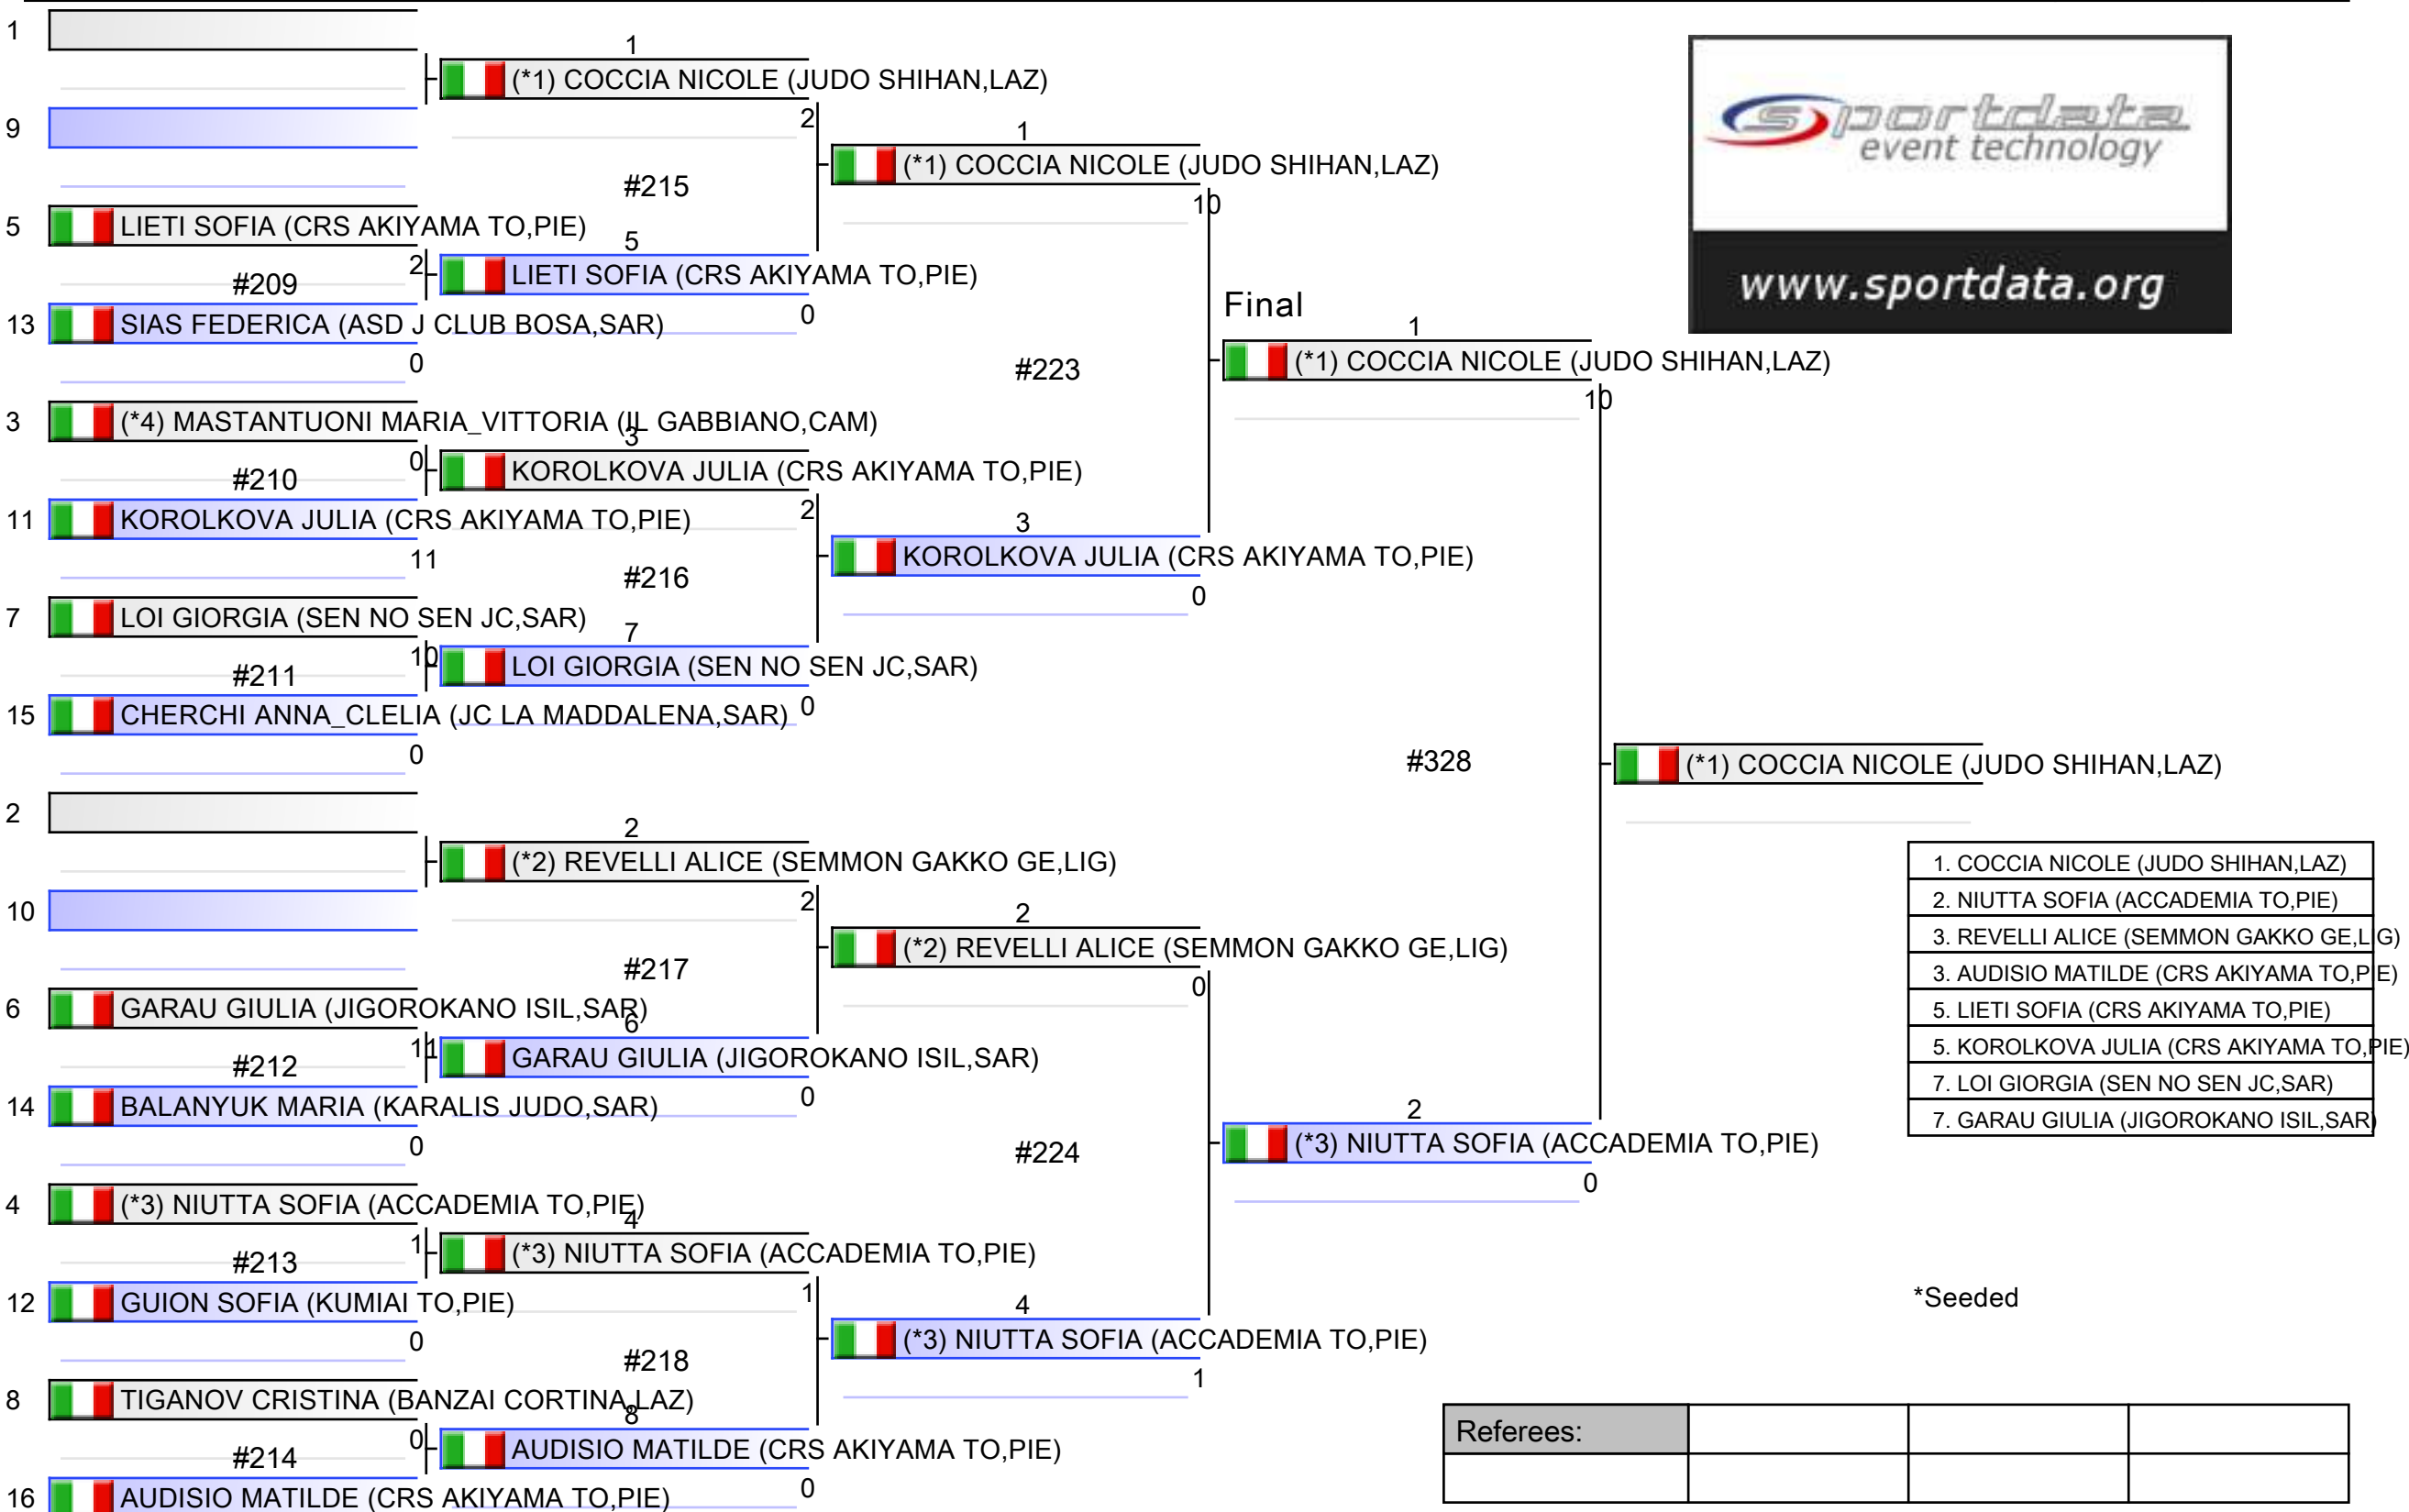 1
1
(*1) COCCIA NICOLE (JUDO SHIHAN,LAZ)
9
2
1
(*1) COCCIA NICOLE (JUDO SHIHAN,LAZ)
#215
10
5
LIETI SOFIA (CRS AKIYAMA TO,PIE)
5
2
LIETI SOFIA (CRS AKIYAMA TO,PIE)
#209
0
13
SIAS FEDERICA (ASD J CLUB BOSA,SAR)
0
sportdata
event technology
www.sportdata.org
Final
1
(*1) COCCIA NICOLE (JUDO SHIHAN,LAZ)
#223
10
3
(*4) MASTANTUONI MARIA_VITTORIA (IL GABBIANO,CAM)
3
0
KOROLKOVA JULIA (CRS AKIYAMA TO,PIE)
#210
2
11
KOROLKOVA JULIA (CRS AKIYAMA TO,PIE)
11
3
KOROLKOVA JULIA (CRS AKIYAMA TO,PIE)
#216
0
7
LOI GIORGIA (SEN NO SEN JC,SAR)
7
10
LOI GIORGIA (SEN NO SEN JC,SAR)
#211
0
15
CHERCHI ANNA_CLELIA (JC LA MADDALENA,SAR)
0
#328
(*1) COCCIA NICOLE (JUDO SHIHAN,LAZ)
2
2
(*2) REVELLI ALICE (SEMMON GAKKO GE,LIG)
10
2
2
(*2) REVELLI ALICE (SEMMON GAKKO GE,LIG)
#217
0
6
GARAU GIULIA (JIGOROKANO ISIL,SAR)
6
11
GARAU GIULIA (JIGOROKANO ISIL,SAR)
#212
0
14
BALANYUK MARIA (KARALIS JUDO,SAR)
0
1. COCCIA NICOLE (JUDO SHIHAN,LAZ)
2. NIUTTA SOFIA (ACCADEMIA TO,PIE)
3. REVELLI ALICE (SEMMON GAKKO GE,LIG)
3. AUDISIO MATILDE (CRS AKIYAMA TO,PIE)
5. LIETI SOFIA (CRS AKIYAMA TO,PIE)
5. KOROLKOVA JULIA (CRS AKIYAMA TO,PIE)
7. LOI GIORGIA (SEN NO SEN JC,SAR)
7. GARAU GIULIA (JIGOROKANO ISIL,SAR)
#224
2
(*3) NIUTTA SOFIA (ACCADEMIA TO,PIE)
0
4
(*3) NIUTTA SOFIA (ACCADEMIA TO,PIE)
4
1
(*3) NIUTTA SOFIA (ACCADEMIA TO,PIE)
#213
1
12
GUION SOFIA (KUMIAI TO,PIE)
0
4
(*3) NIUTTA SOFIA (ACCADEMIA TO,PIE)
#218
1
8
TIGANOV CRISTINA (BANZAI CORTINA,LAZ)
8
0
AUDISIO MATILDE (CRS AKIYAMA TO,PIE)
#214
0
16
AUDISIO MATILDE (CRS AKIYAMA TO,PIE)
*Seeded
Referees: